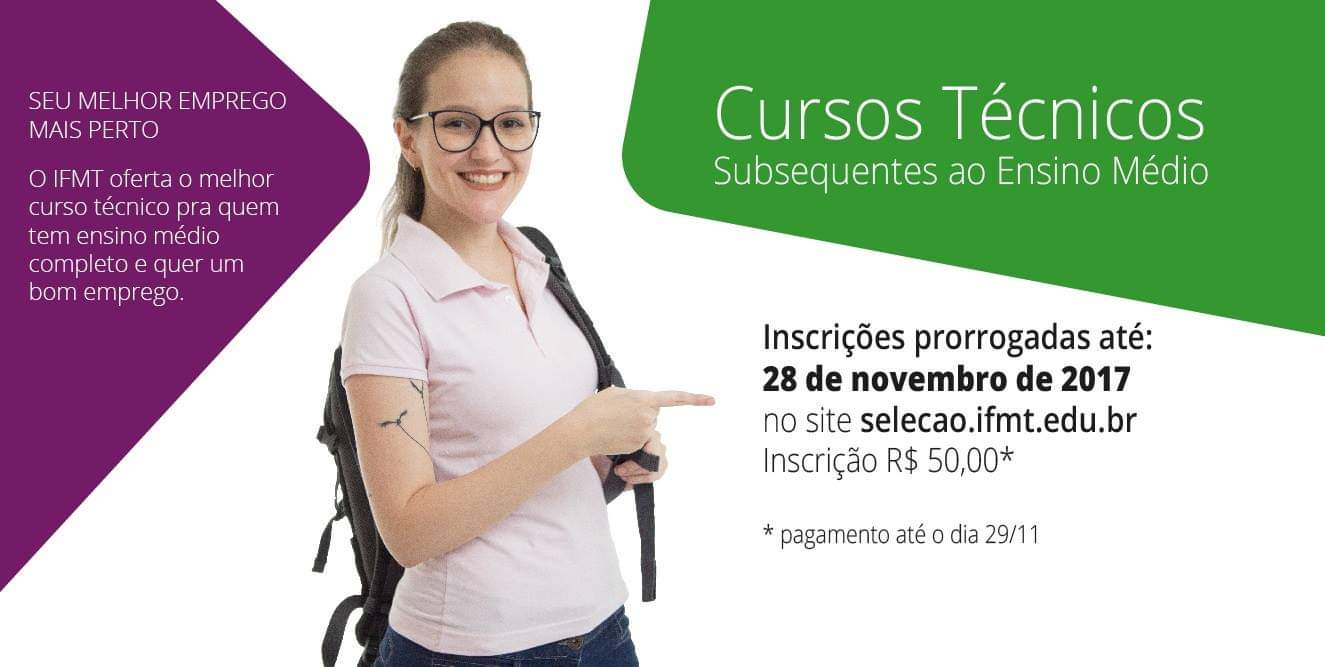 SEU MELHOR EMPREGO
MAIS PERTO
O IFMT oferta o melhor
curso técnico pra quem
tem ensino médio
completo e quer um
bom emprego.
Cursos Técnicos
Subsequentes ao Ensino Médio
Inscrições prorrogadas até:
28 de novembro de 2017
no site selecao.ifmt.edu.br
Inscrição R$ 50,00*
* pagamento até o dia 29/11